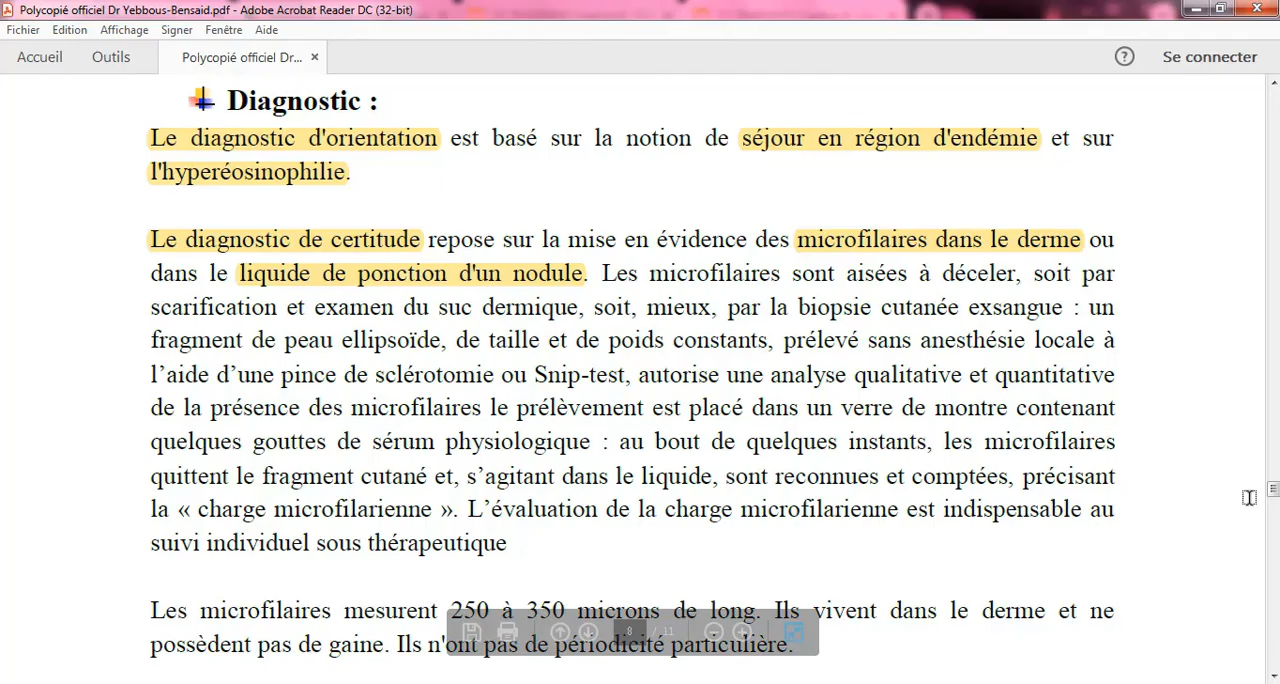 Polycopié officiel Dr Yebbous-Bensaid.pdf - Adobe Acrobat Reader DC (32-bit)
Fichier Edition Affichage Signer Fenêtre Aide
Accueil Outils Polycopié officiel Dr... × ? Se connecter
Diagnostic :
Le diagnostic d'orientation est basé sur la notion de séjour en région d'endémie et sur
l'hyperéosinophilie.
Le diagnostic de certitude repose sur la mise en évidence des microfilaires dans le derme ou
dans le liquide de ponction d'un nodule. Les microfilaires sont aisées à déceler, soit par
scarification et examen du suc dermique, soit, mieux, par la biopsie cutanée exsangue : un
fragment de peau ellipsoïde, de taille et de poids constants, prélevé sans anesthésie locale à
l’aide d’une pince de sclérotomie ou Snip-test, autorise une analyse qualitative et quantitative
de la présence des microfilaires le prélèvement est placé dans un verre de montre contenant
quelques gouttes de sérum physiologique : au bout de quelques instants, les microfilaires
quittent le fragment cutané et, s’agitant dans le liquide, sont reconnues et comptées, précisant
la « charge microfilarienne ». L’évaluation de la charge microfilarienne est indispensable au
suivi individuel sous thérapeutique
Les microfilaires mesurent 250 à 350 microns de long. Ils vivent dans le derme et ne
possèdent pas de gaine. Ils n'ont pas de périodicité particulière.
8 / 11